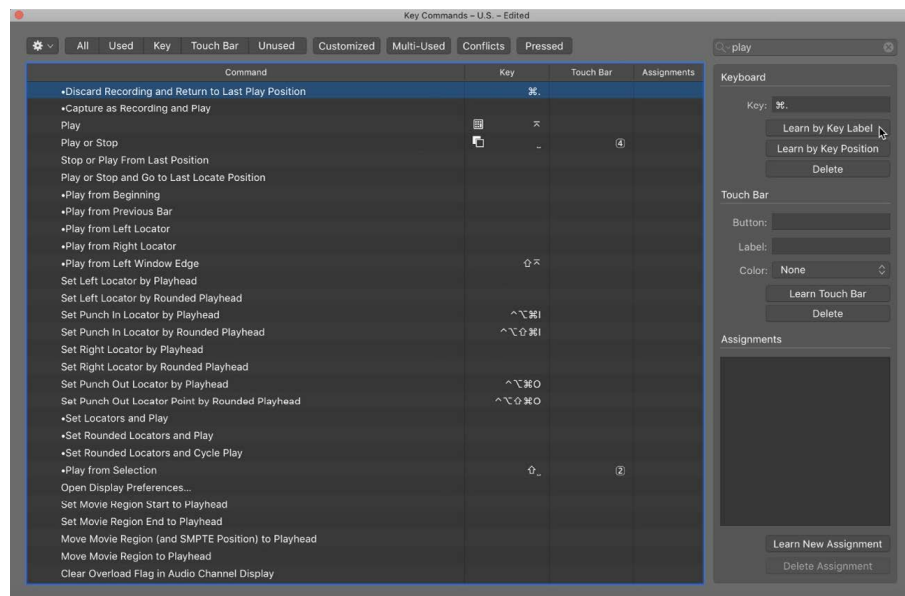 Key Commands – U.S. – Edited
All Used Key Touch Bar Unused Customized Multi-Used Conflicts Pressed play
Command Key Touch Bar Assignments
•Discard Recording and Return to Last Play Position ⌘.
•Capture as Recording and Play
Play ⌅
Play or Stop ⎵ ④
Stop or Play From Last Position
Play or Stop and Go to Last Locate Position
•Play from Beginning
•Play from Previous Bar
•Play from Left Locator
•Play from Right Locator
•Play from Left Window Edge ⇧⌅
Set Left Locator by Playhead
Set Left Locator by Rounded Playhead
Set Punch In Locator by Playhead ^⌥⌘I
Set Punch In Locator by Rounded Playhead ^⌥⇧⌘I
Set Right Locator by Playhead
Set Right Locator by Rounded Playhead
Set Punch Out Locator by Playhead ^⌥⌘O
Set Punch Out Locator Point by Rounded Playhead ^⌥⇧⌘O
•Set Locators and Play
•Set Rounded Locators and Play
•Set Rounded Locators and Cycle Play
•Play from Selection ⇧⎵ ②
Open Display Preferences...
Set Movie Region Start to Playhead
Set Movie Region End to Playhead
Move Movie Region (and SMPTE Position) to Playhead
Move Movie Region to Playhead
Clear Overload Flag in Audio Channel Display
Keyboard
Key: ⌘.
Learn by Key Label
Learn by Key Position
Delete
Touch Bar
Button:
Label:
Color: None
Learn Touch Bar
Delete
Assignments
Learn New Assignment
Delete Assignment